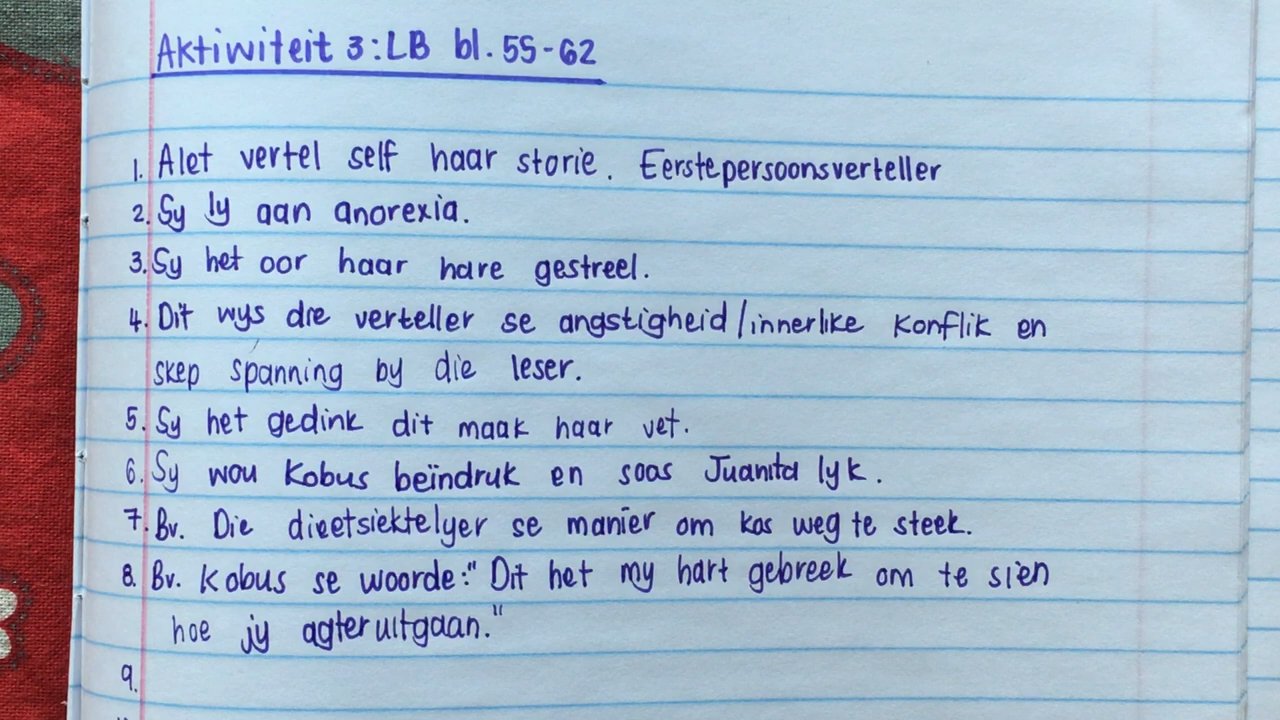 Aktiwiteit 3: LB bl. 55-62
1. Alet vertel self haar storie. Eerstepersoonsverteller
2. Sy ly aan anorexia.
3. Sy het oor haar hare gestreel.
4. Dit wys die verteller se angstigheid/innerlike konflik en
skep spanning by die leser.
5. Sy het gedink dit maak haar vet.
6. Sy wou Kobus beïndruk en soos Juanita lyk.
7. Bv. Die dieetsiektelyer se manier om kos weg te steek.
8. Bv. Kobus se woorde:" Dit het my hart gebreek om te sien
hoe jy agteruitgaan."
9.